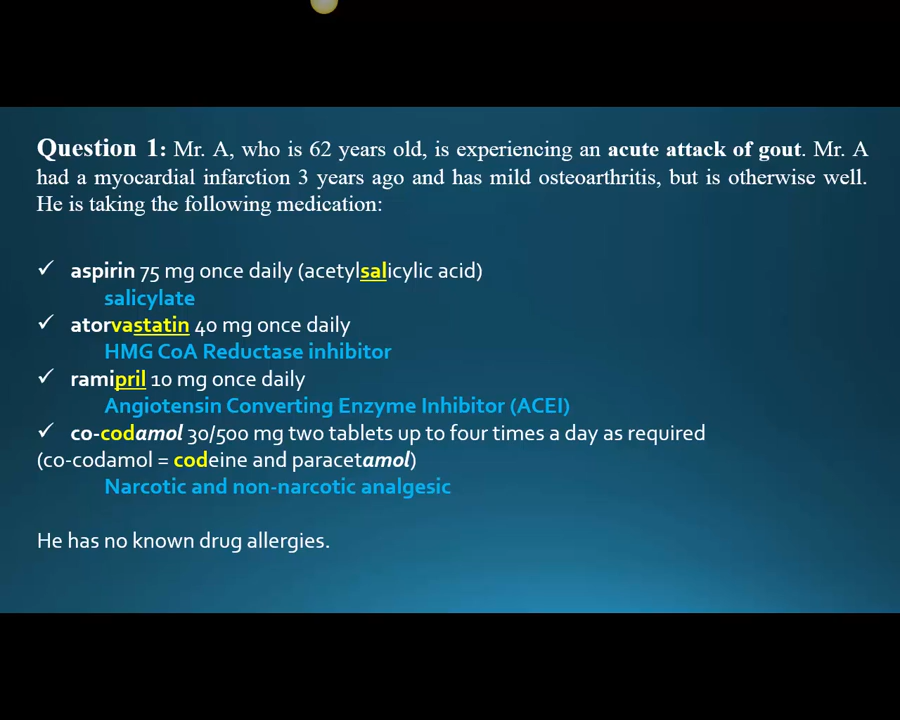 Question 1: Mr. A, who is 62 years old, is experiencing an acute attack of gout. Mr. A
had a myocardial infarction 3 years ago and has mild osteoarthritis, but is otherwise well.
He is taking the following medication:
✓ aspirin 75 mg once daily (acetylsalicylic acid)
salicylate
✓ atorvastatin 40 mg once daily
HMG CoA Reductase inhibitor
✓ ramipril 10 mg once daily
Angiotensin Converting Enzyme Inhibitor (ACEI)
✓ co-codamol 30/500 mg two tablets up to four times a day as required
(co-codamol = codeine and paracetamol)
Narcotic and non-narcotic analgesic
He has no known drug allergies.